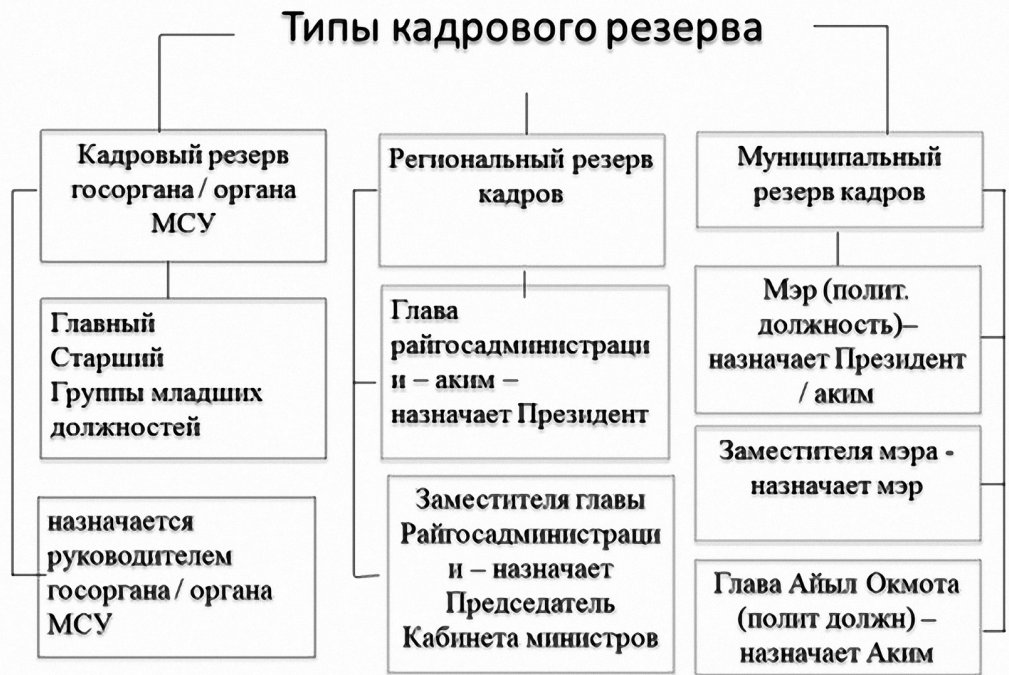 Типы кадрового резерва
Кадровый резерв
госоргана / органа
МСУ
Главный
Старший
Группы младших
должностей
назначается
руководителем
госоргана / органа
МСУ
Региональный резерв
кадров
Глава
райгосадминистраци
и – аким –
назначает Президент
Заместителя главы
Райгосадминистраци
и – назначает
Председатель
Кабинета министров
Муниципальный
резерв кадров
Мэр (полит.
должность)–
назначает Президент
/ аким
Заместителя мэра -
назначает мэр
Глава Айыл Окмота
(полит должн) –
назначает Аким